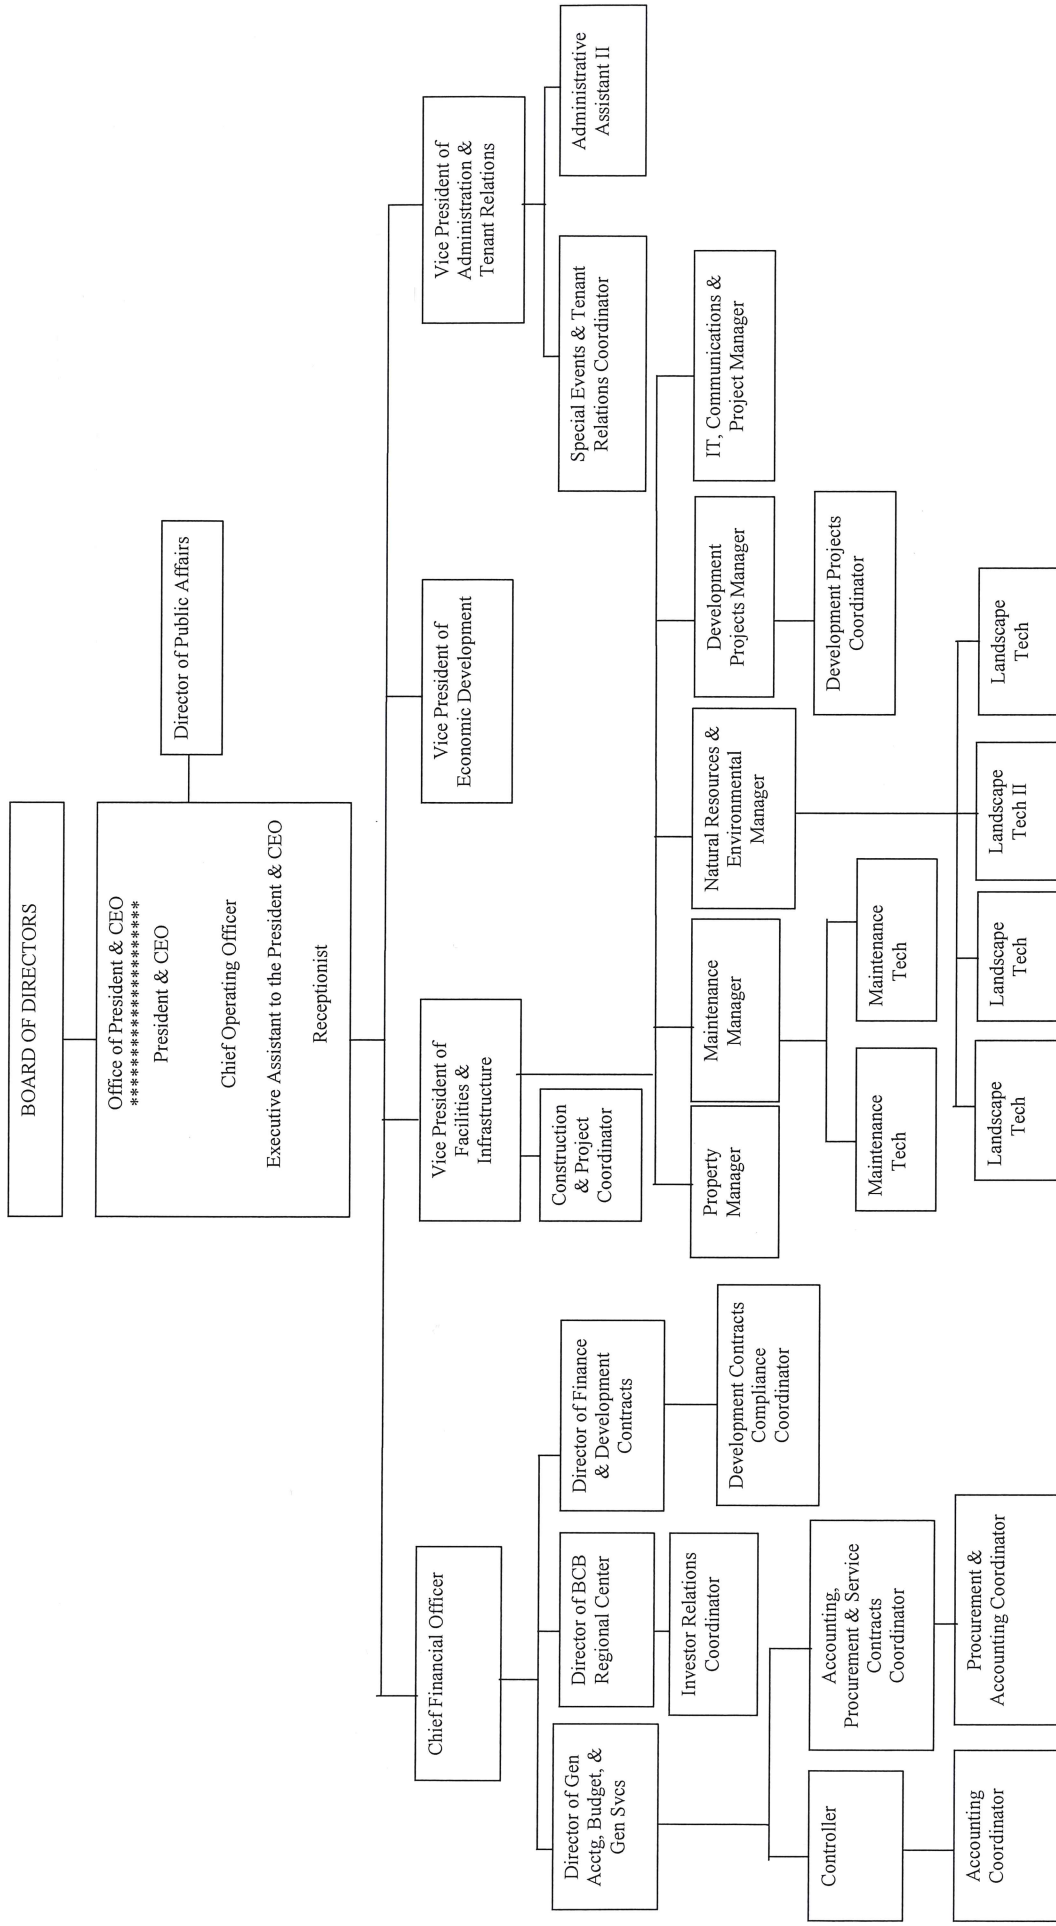 BOARD OF DIRECTORS
Office of President & CEO
**********************
President & CEO
Chief Operating Officer
Executive Assistant to the President & CEO
Receptionist
Director of Public Affairs
Chief Financial Officer
Vice President of
Facilities &
Infrastructure
Vice President of
Economic Development
Vice President of
Administration &
Tenant Relations
Director of Gen
Acctg, Budget, &
Gen Svcs
Director of BCB
Regional Center
Director of Finance
& Development
Contracts
Construction
& Project
Coordinator
Special Events & Tenant
Relations Coordinator
Administrative
Assistant II
Investor Relations
Coordinator
Development Contracts
Compliance
Coordinator
Property
Manager
Maintenance
Manager
Natural Resources &
Environmental
Manager
Development
Projects Manager
IT, Communications &
Project Manager
Controller
Accounting,
Procurement & Service
Contracts
Coordinator
Maintenance
Tech
Maintenance
Tech
Development Projects
Coordinator
Accounting
Coordinator
Procurement &
Accounting Coordinator
Landscape
Tech
Landscape
Tech
Landscape
Tech II
Landscape
Tech